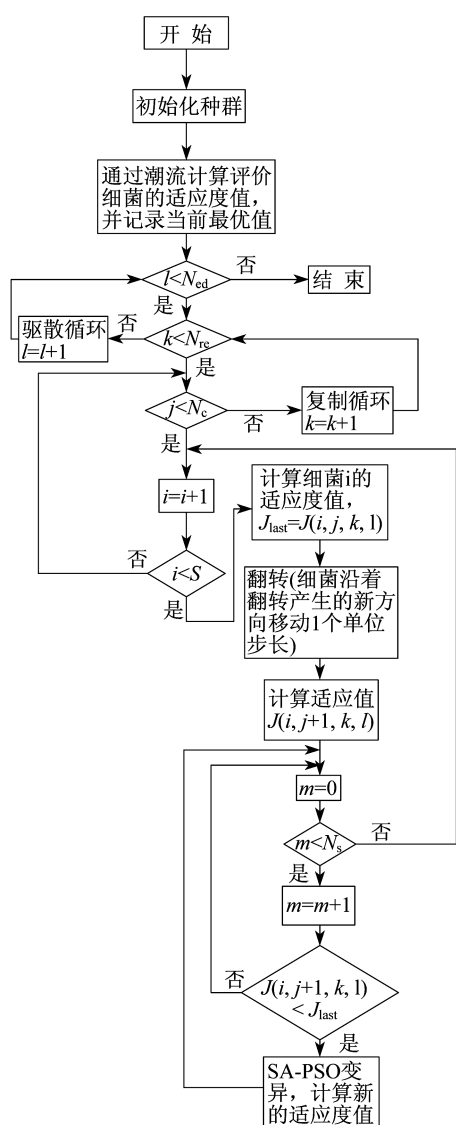 开 始
初始化种群
通过潮流计算评价
细菌的适应度值,
并记录当前最优值
l<Ned
否
结 束
是
驱散循环
l=l+1
否
k<Nre
是
j<Nc
否
复制循环
k=k+1
是
i=i+1
计算细菌i的
适应度值,
Jlast=J(i, j, k, l)
否
i<S
是
翻转(细菌沿着
翻转产生的新方
向移动1个单位
步长)
计算适应值
J(i, j+1, k, l)
m=0
m<Ns
否
是
m=m+1
否
J(i, j+1, k, l)
< Jlast
是
SA-PSO变
异，计算新
的适应度值